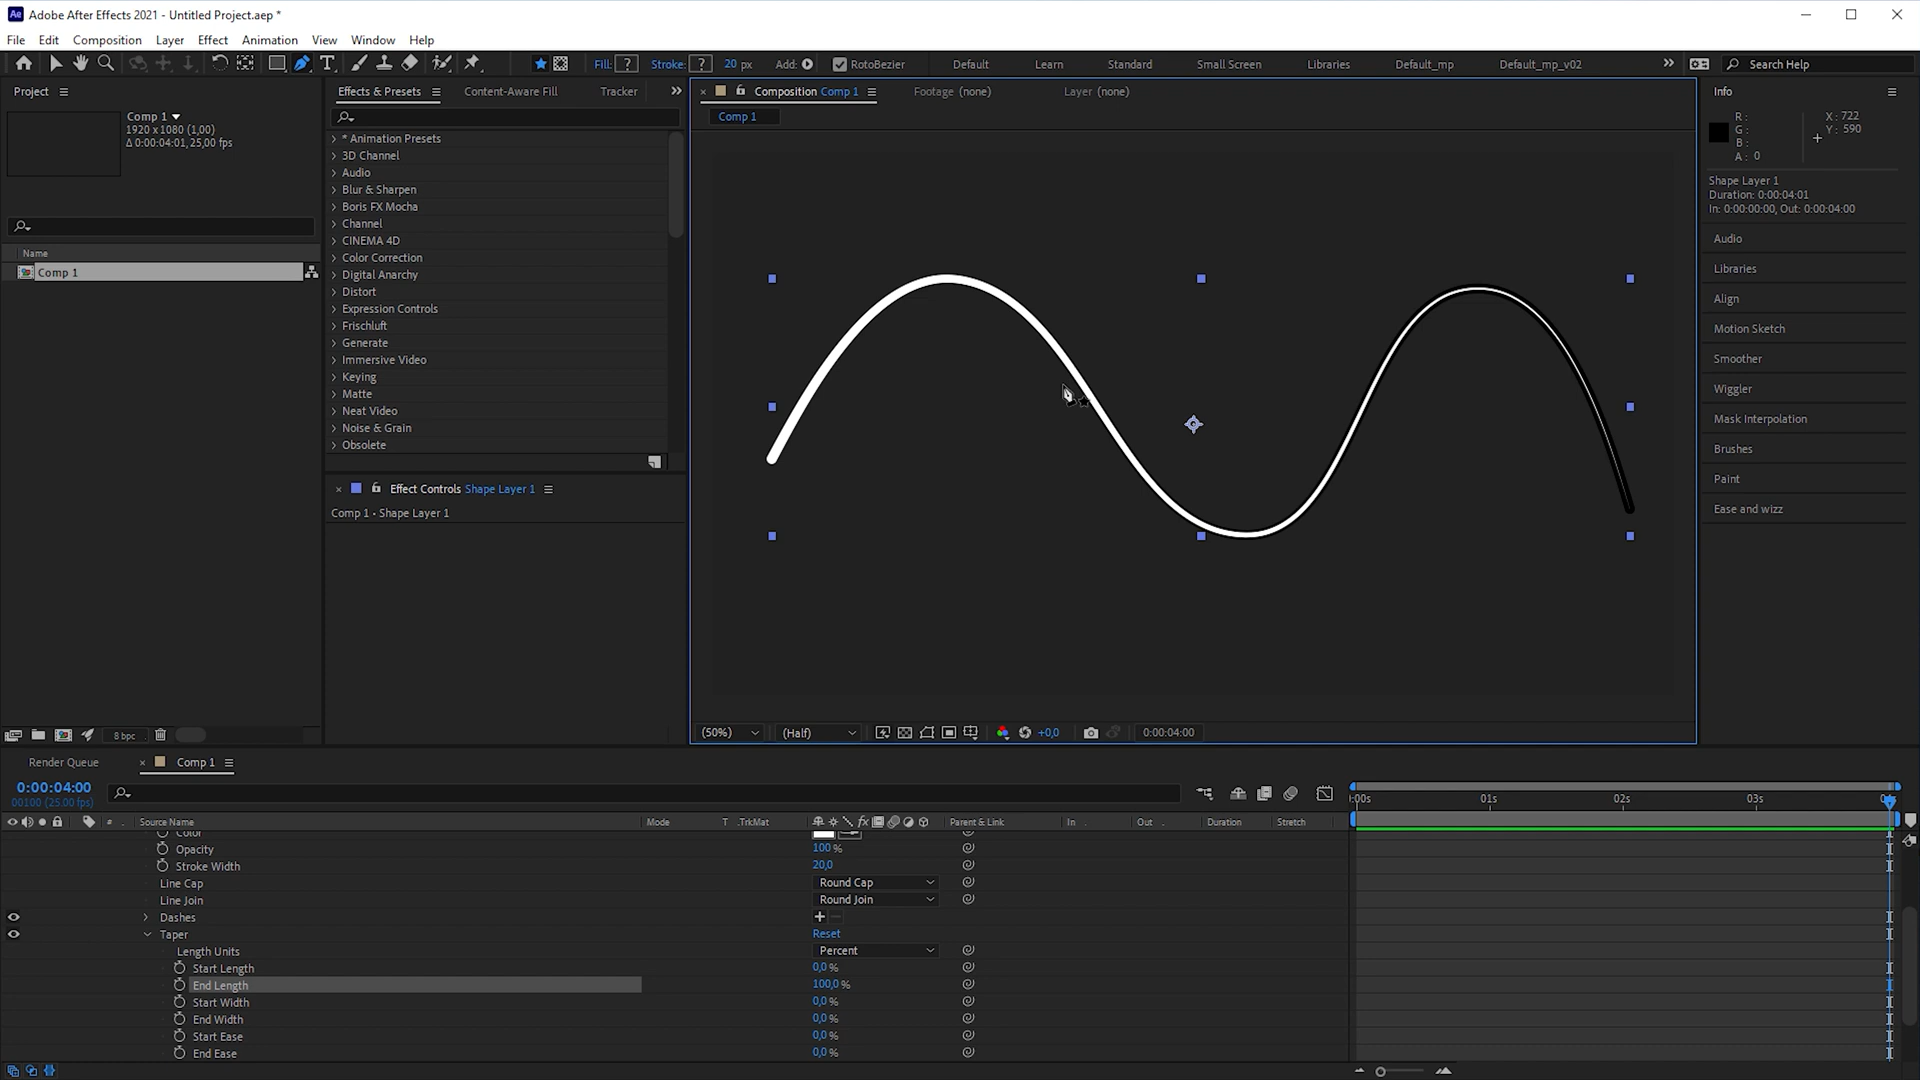 Adobe After Effects 2021 - Untitled Project.aep *
File Edit Composition Layer Effect Animation View Window Help
Fill: ? Stroke: ? 20 px Add: RotoBezier Default Learn Standard Small Screen Libraries Default_mp Default_mp_v02 Search Help
Project
Comp 1
1920 x 1080 (1,00)
Δ 0:00:04:01, 25,00 fps
Name
Comp 1
8 bpc
Effects & Presets Content-Aware Fill Tracker
* Animation Presets
3D Channel
Audio
Blur & Sharpen
Boris FX Mocha
Channel
CINEMA 4D
Color Correction
Digital Anarchy
Distort
Expression Controls
Frischluft
Generate
Immersive Video
Keying
Matte
Neat Video
Noise & Grain
Obsolete
Effect Controls Shape Layer 1
Comp 1 - Shape Layer 1
Composition Comp 1 Footage (none) Layer (none)
Comp 1
(50%) (Half) +0,0 0:00:04:00
Info
R :
G :
B :
A : 0
X : 722
Y : 590
Shape Layer 1
Duration: 0:00:04:01
In: 0:00:00:00, Out: 0:00:04:00
Audio
Libraries
Align
Motion Sketch
Smoother
Wiggler
Mask Interpolation
Brushes
Paint
Ease and wizz
Render Queue Comp 1
0:00:04:00
00100 (25.00 fps)
:00s 01s 02s 03s 04s
# Source Name Mode T .TrkMat fx Parent & Link In Out Duration Stretch
Color
Opacity 100 %
Stroke Width 20,0
Line Cap Round Cap
Line Join Round Join
Dashes + −
Taper Reset
Length Units Percent
Start Length 0,0 %
End Length 100,0 %
Start Width 0,0 %
End Width 0,0 %
Start Ease 0,0 %
End Ease 0,0 %